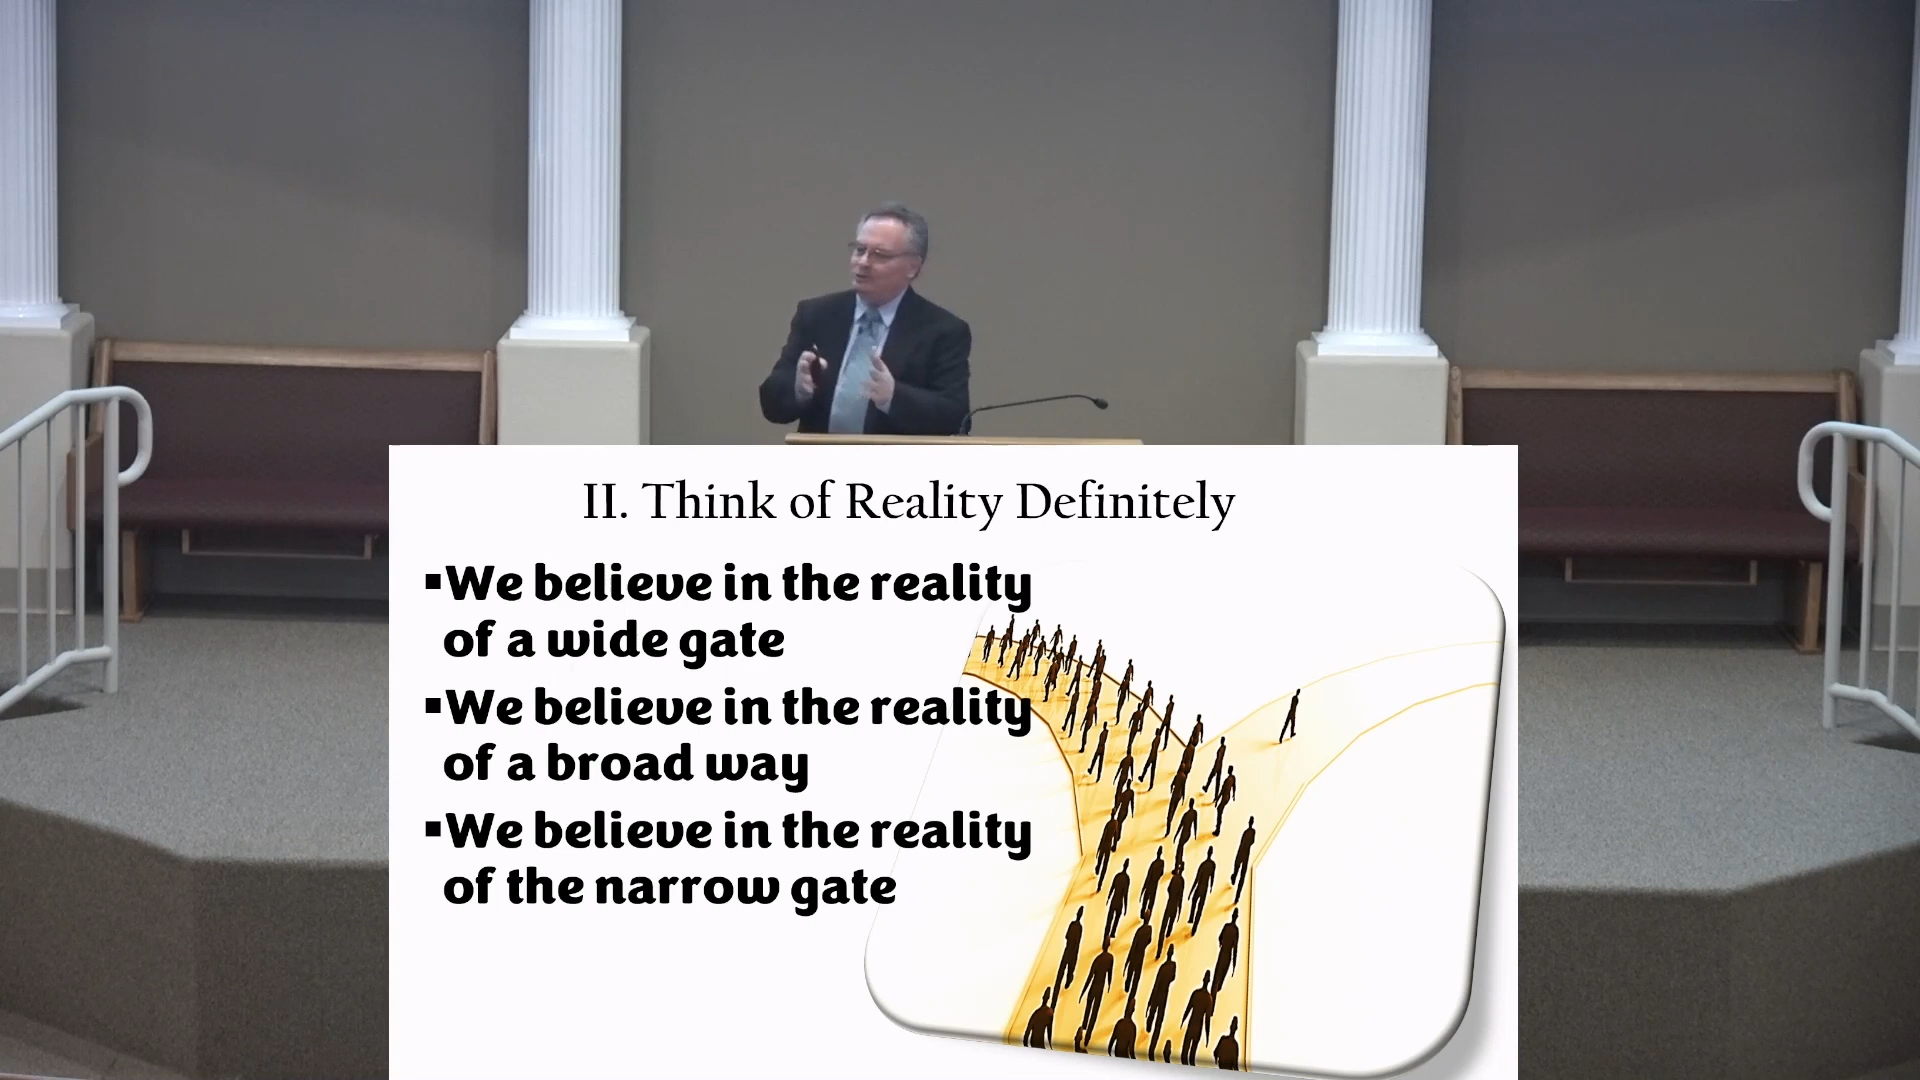 II. Think of Reality Definitely
▪We believe in the reality
of a wide gate
▪We believe in the reality
of a broad way
▪We believe in the reality
of the narrow gate